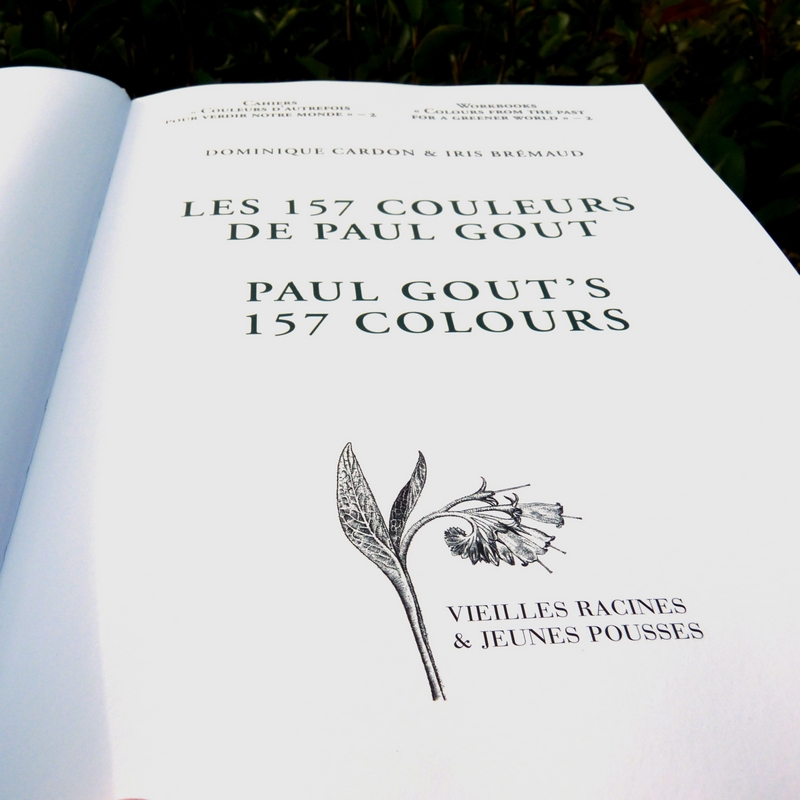 CAHIERS
« COULEURS D'AUTREFOIS
POUR VERDIR NOTRE MONDE » – 2
WORKBOOKS
« COLOURS FROM THE PAST
FOR A GREENER WORLD » – 2
DOMINIQUE CARDON & IRIS BRÉMAUD
LES 157 COULEURS
DE PAUL GOUT
PAUL GOUT'S
157 COLOURS
VIEILLES RACINES
& JEUNES POUSSES